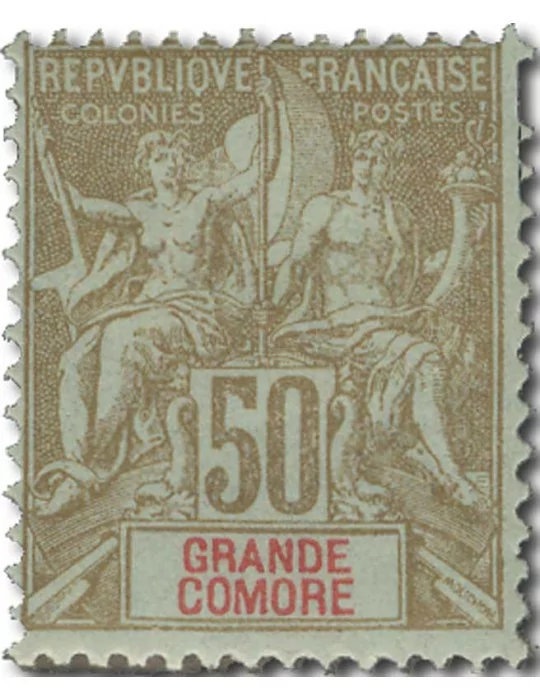 REPVBLIQVE FRANÇAISE
COLONIES POSTES
50
GRANDE
COMORE